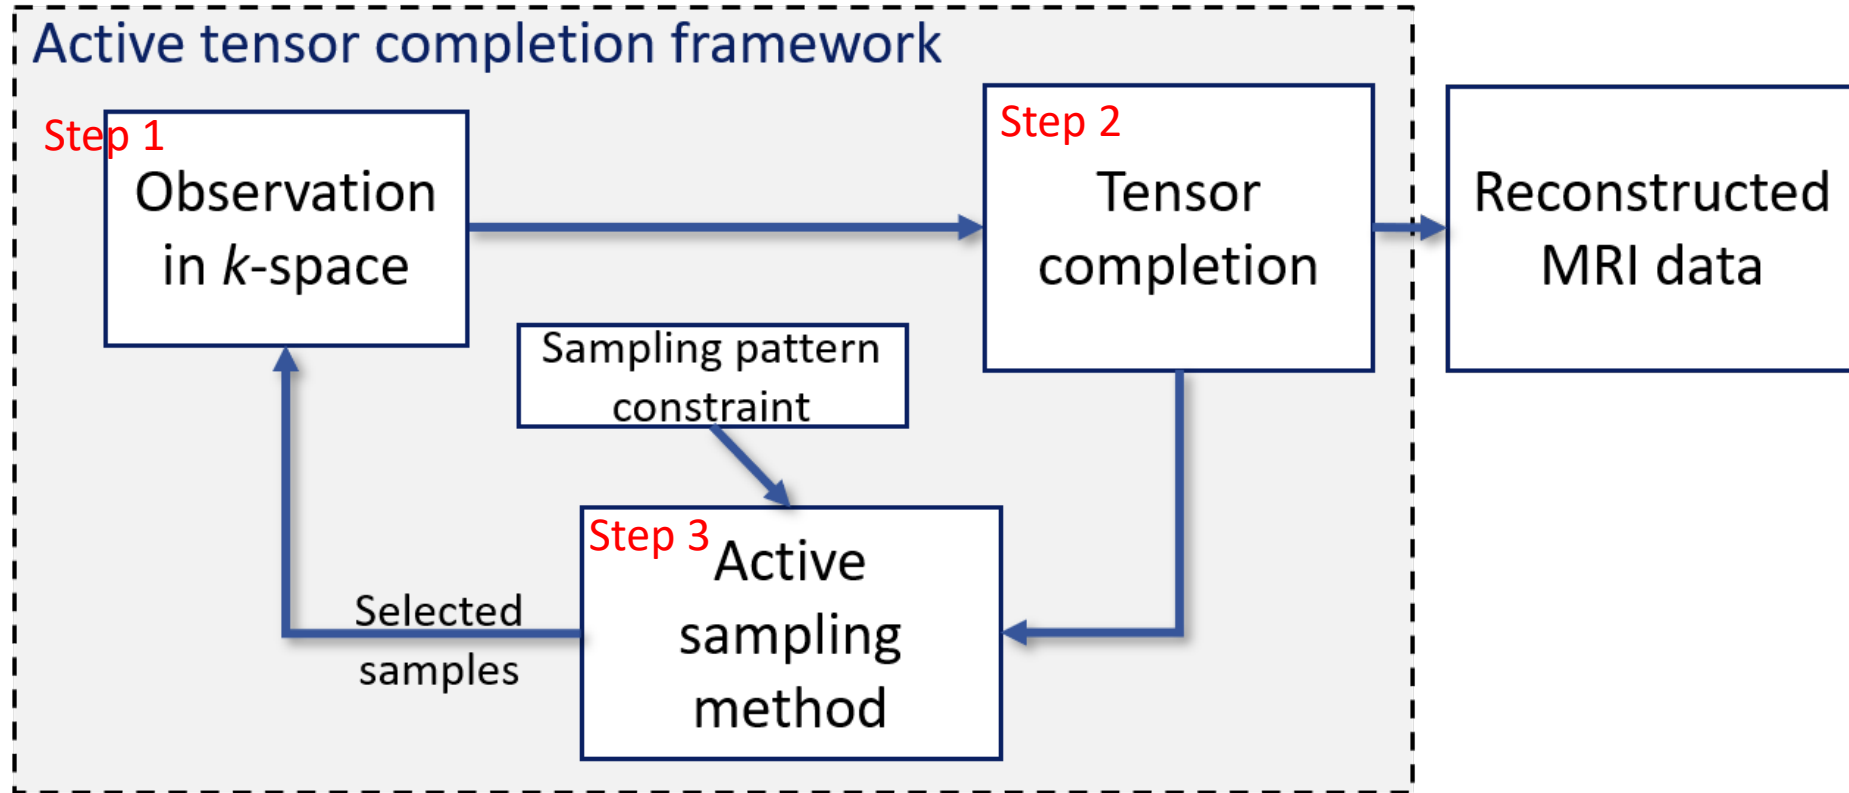 Active tensor completion framework
Step 1
Observation
in k-space
Step 2
Tensor
completion
Reconstructed
MRI data
Sampling pattern
constraint
Step 3
Active
sampling
method
Selected
samples